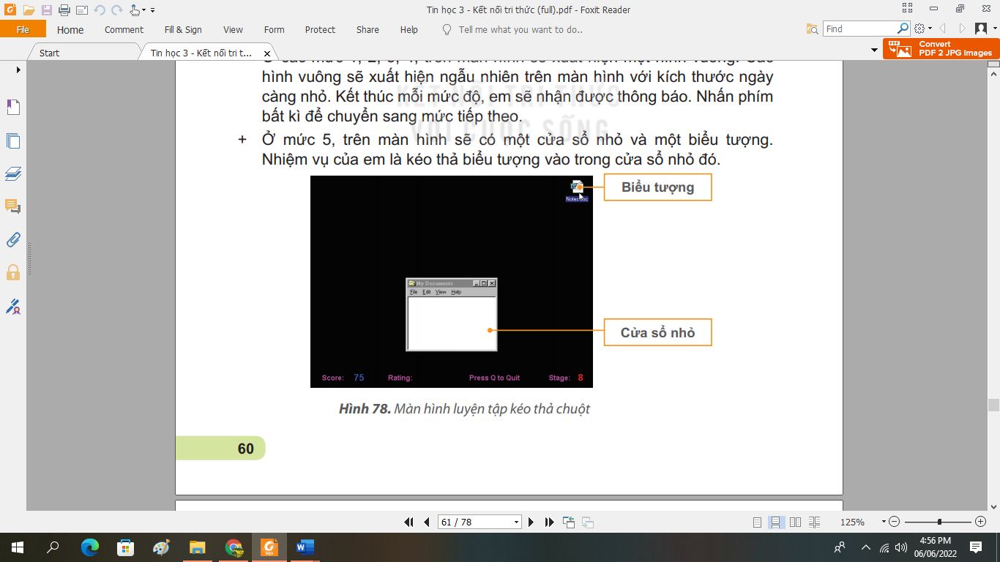 Tin học 3 - Kết nối tri thức (full).pdf - Foxit Reader
File Home Comment Fill & Sign View Form Protect Share Help Tell me what you want to do.. Find
Start Tin học 3 - Kết nối tri t... Convert
PDF 2 JPG Images
hình vuông sẽ xuất hiện ngẫu nhiên trên màn hình với kích thước ngày
càng nhỏ. Kết thúc mỗi mức độ, em sẽ nhận được thông báo. Nhấn phím
bất kì để chuyển sang mức tiếp theo.
KẾT NỐI TRI THỨC
VỚI CUỘC SỐNG
+ Ở mức 5, trên màn hình sẽ có một cửa sổ nhỏ và một biểu tượng.
Nhiệm vụ của em là kéo thả biểu tượng vào trong cửa sổ nhỏ đó.
Biểu tượng
My Documents
File Edit View Help
Cửa sổ nhỏ
Score: 75 Rating: Press Q to Quit Stage: 8
Hình 78. Màn hình luyện tập kéo thả chuột
60
61 / 78 125%
4:56 PM
06/06/2022